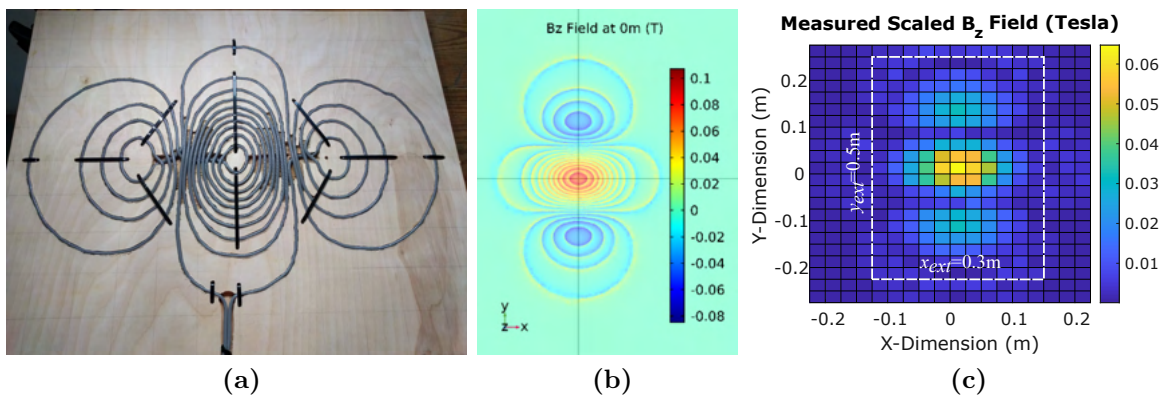 Bz Field at 0m (T)
0.1
0.08
0.06
0.04
0.02
0
-0.02
-0.04
-0.06
-0.08
y
z x
Measured Scaled B_z Field (Tesla)
Y-Dimension (m)
0.2
0.1
0
-0.1
-0.2
y_ext=0.5m
x_ext=0.3m
-0.2 -0.1 0 0.1 0.2
X-Dimension (m)
0.06
0.05
0.04
0.03
0.02
0.01
(a) (b) (c)